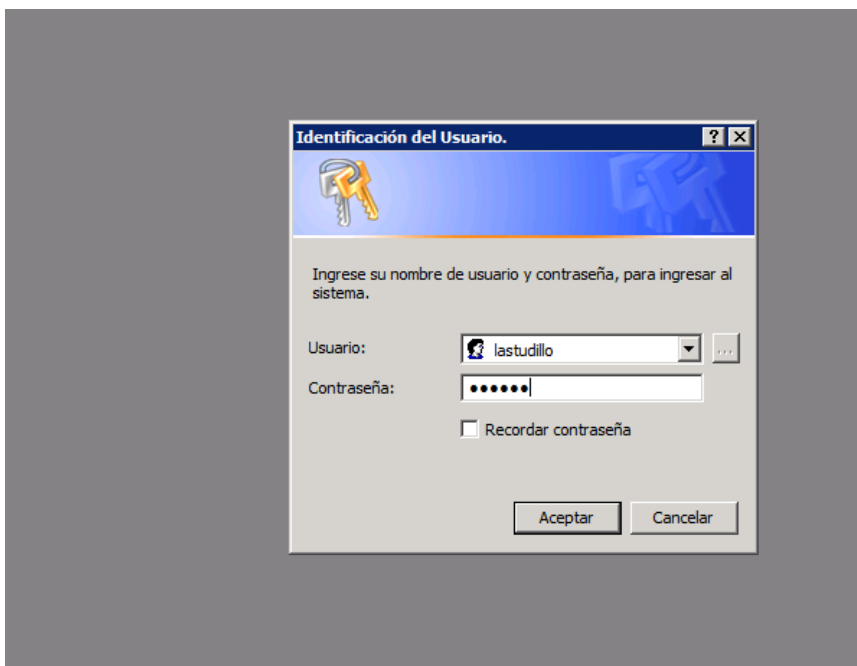 Identificación del Usuario.
Ingrese su nombre de usuario y contraseña, para ingresar al
sistema.
Usuario:
lastudillo
...
Contraseña:
••••••
Recordar contraseña
Aceptar
Cancelar